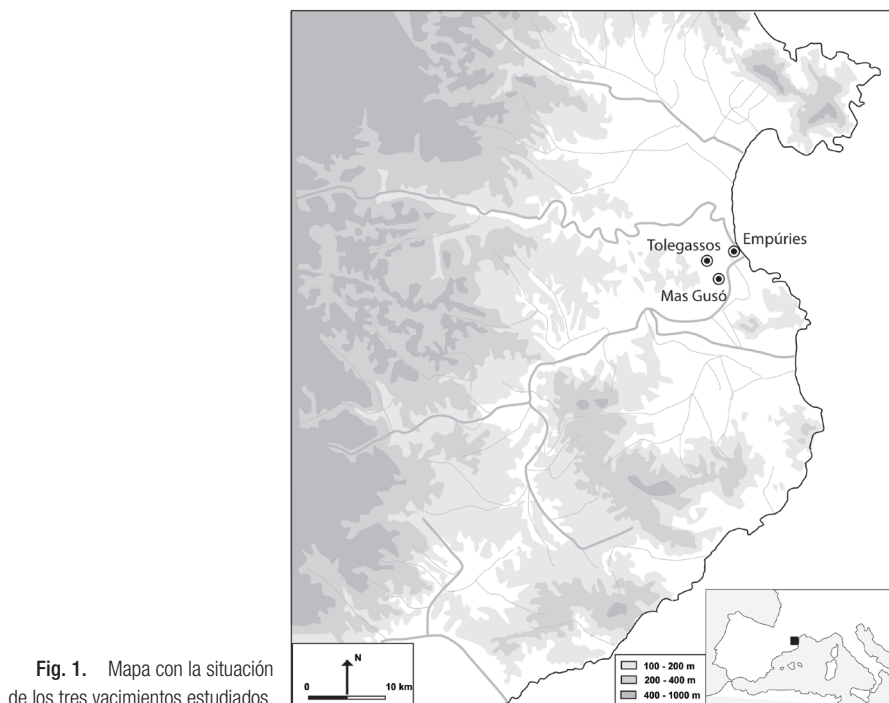 Tolegassos
Empúries
Mas Gusó
N
0 10 km
100 - 200 m
200 - 400 m
400 - 1000 m
Fig. 1. Mapa con la situación
de los tres yacimientos estudiados.